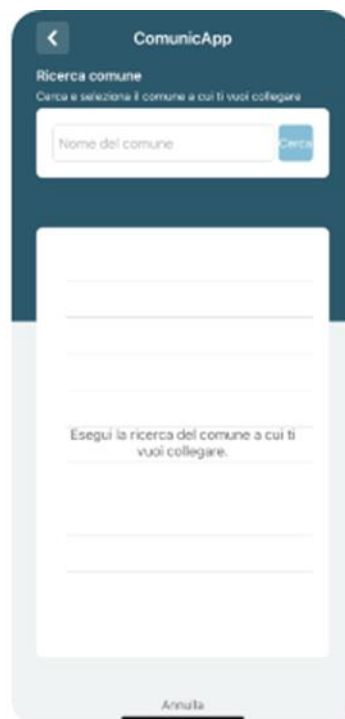 ComunicApp
Ricerca comune
Cerca e seleziona il comune a cui ti vuoi collegare
Nome del comune
Cerca
Esegui la ricerca del comune a cui ti
vuoi collegare.
Annulla